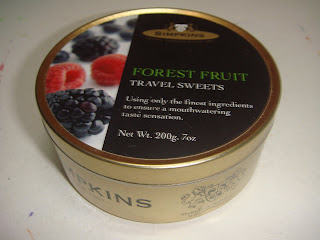 SIMPKINS
FOREST FRUIT
TRAVEL SWEETS
Using only the finest ingredients
to ensure a mouthwatering
taste sensation.
Net Wt. 200g. 7oz